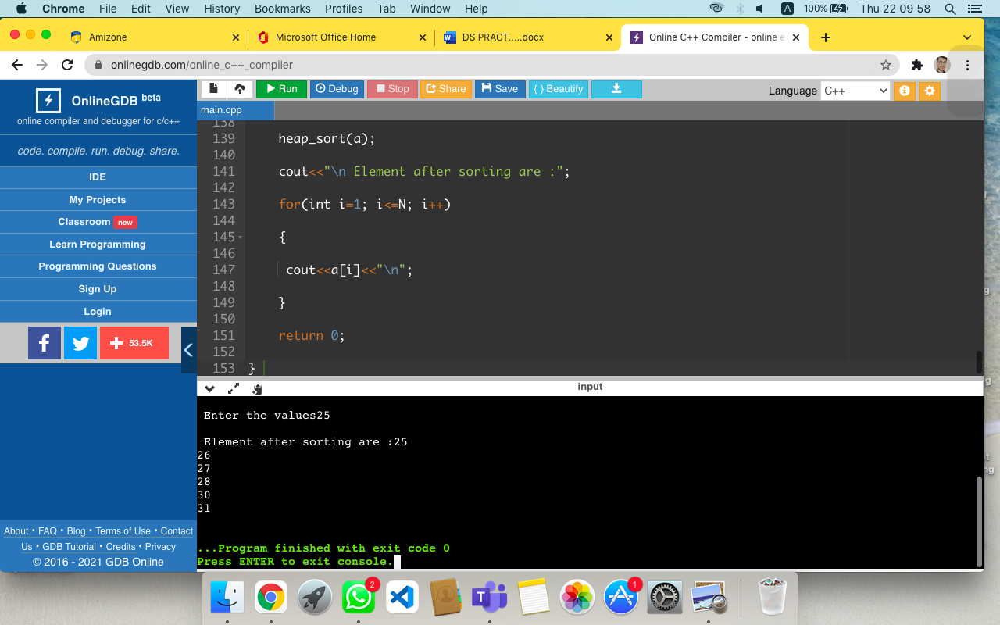 Chrome File Edit View History Bookmarks Profiles Tab Window Help A 100% Thu 22 09 58
Amizone Microsoft Office Home DS PRACT.....docx Online C++ Compiler - online e
onlinegdb.com/online_c++_compiler
OnlineGDB beta
online compiler and debugger for c/c++
code. compile. run. debug. share.
IDE
My Projects
Classroom new
Learn Programming
Programming Questions
Sign Up
Login
53.5K
About • FAQ • Blog • Terms of Use • Contact
Us • GDB Tutorial • Credits • Privacy
© 2016 - 2021 GDB Online
Run Debug Stop Share Save { } Beautify Language C++
main.cpp
138
139 heap_sort(a);
140
141 cout<<"\n Element after sorting are :";
142
143 for(int i=1; i<=N; i++)
144
145 {
146
147 cout<<a[i]<<"\n";
148
149 }
150
151 return 0;
152
153 }
input
Enter the values25
Element after sorting are :25
26
27
28
30
31
...Program finished with exit code 0
Press ENTER to exit console.
2
1